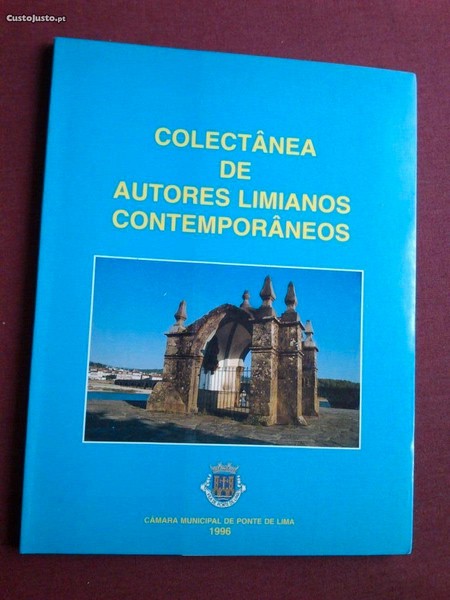 CustoJusto.pt
COLECTÂNEA
DE
AUTORES LIMIANOS
CONTEMPORÂNEOS
CÂMARA MUNICIPAL DE PONTE DE LIMA
1996